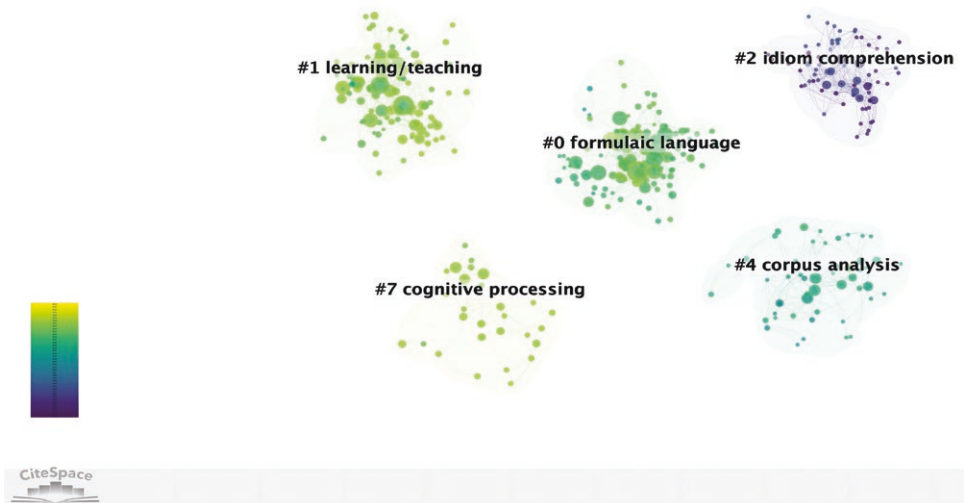 #1 learning/teaching
#2 idiom comprehension
#0 formulaic language
#4 corpus analysis
#7 cognitive processing
CiteSpace